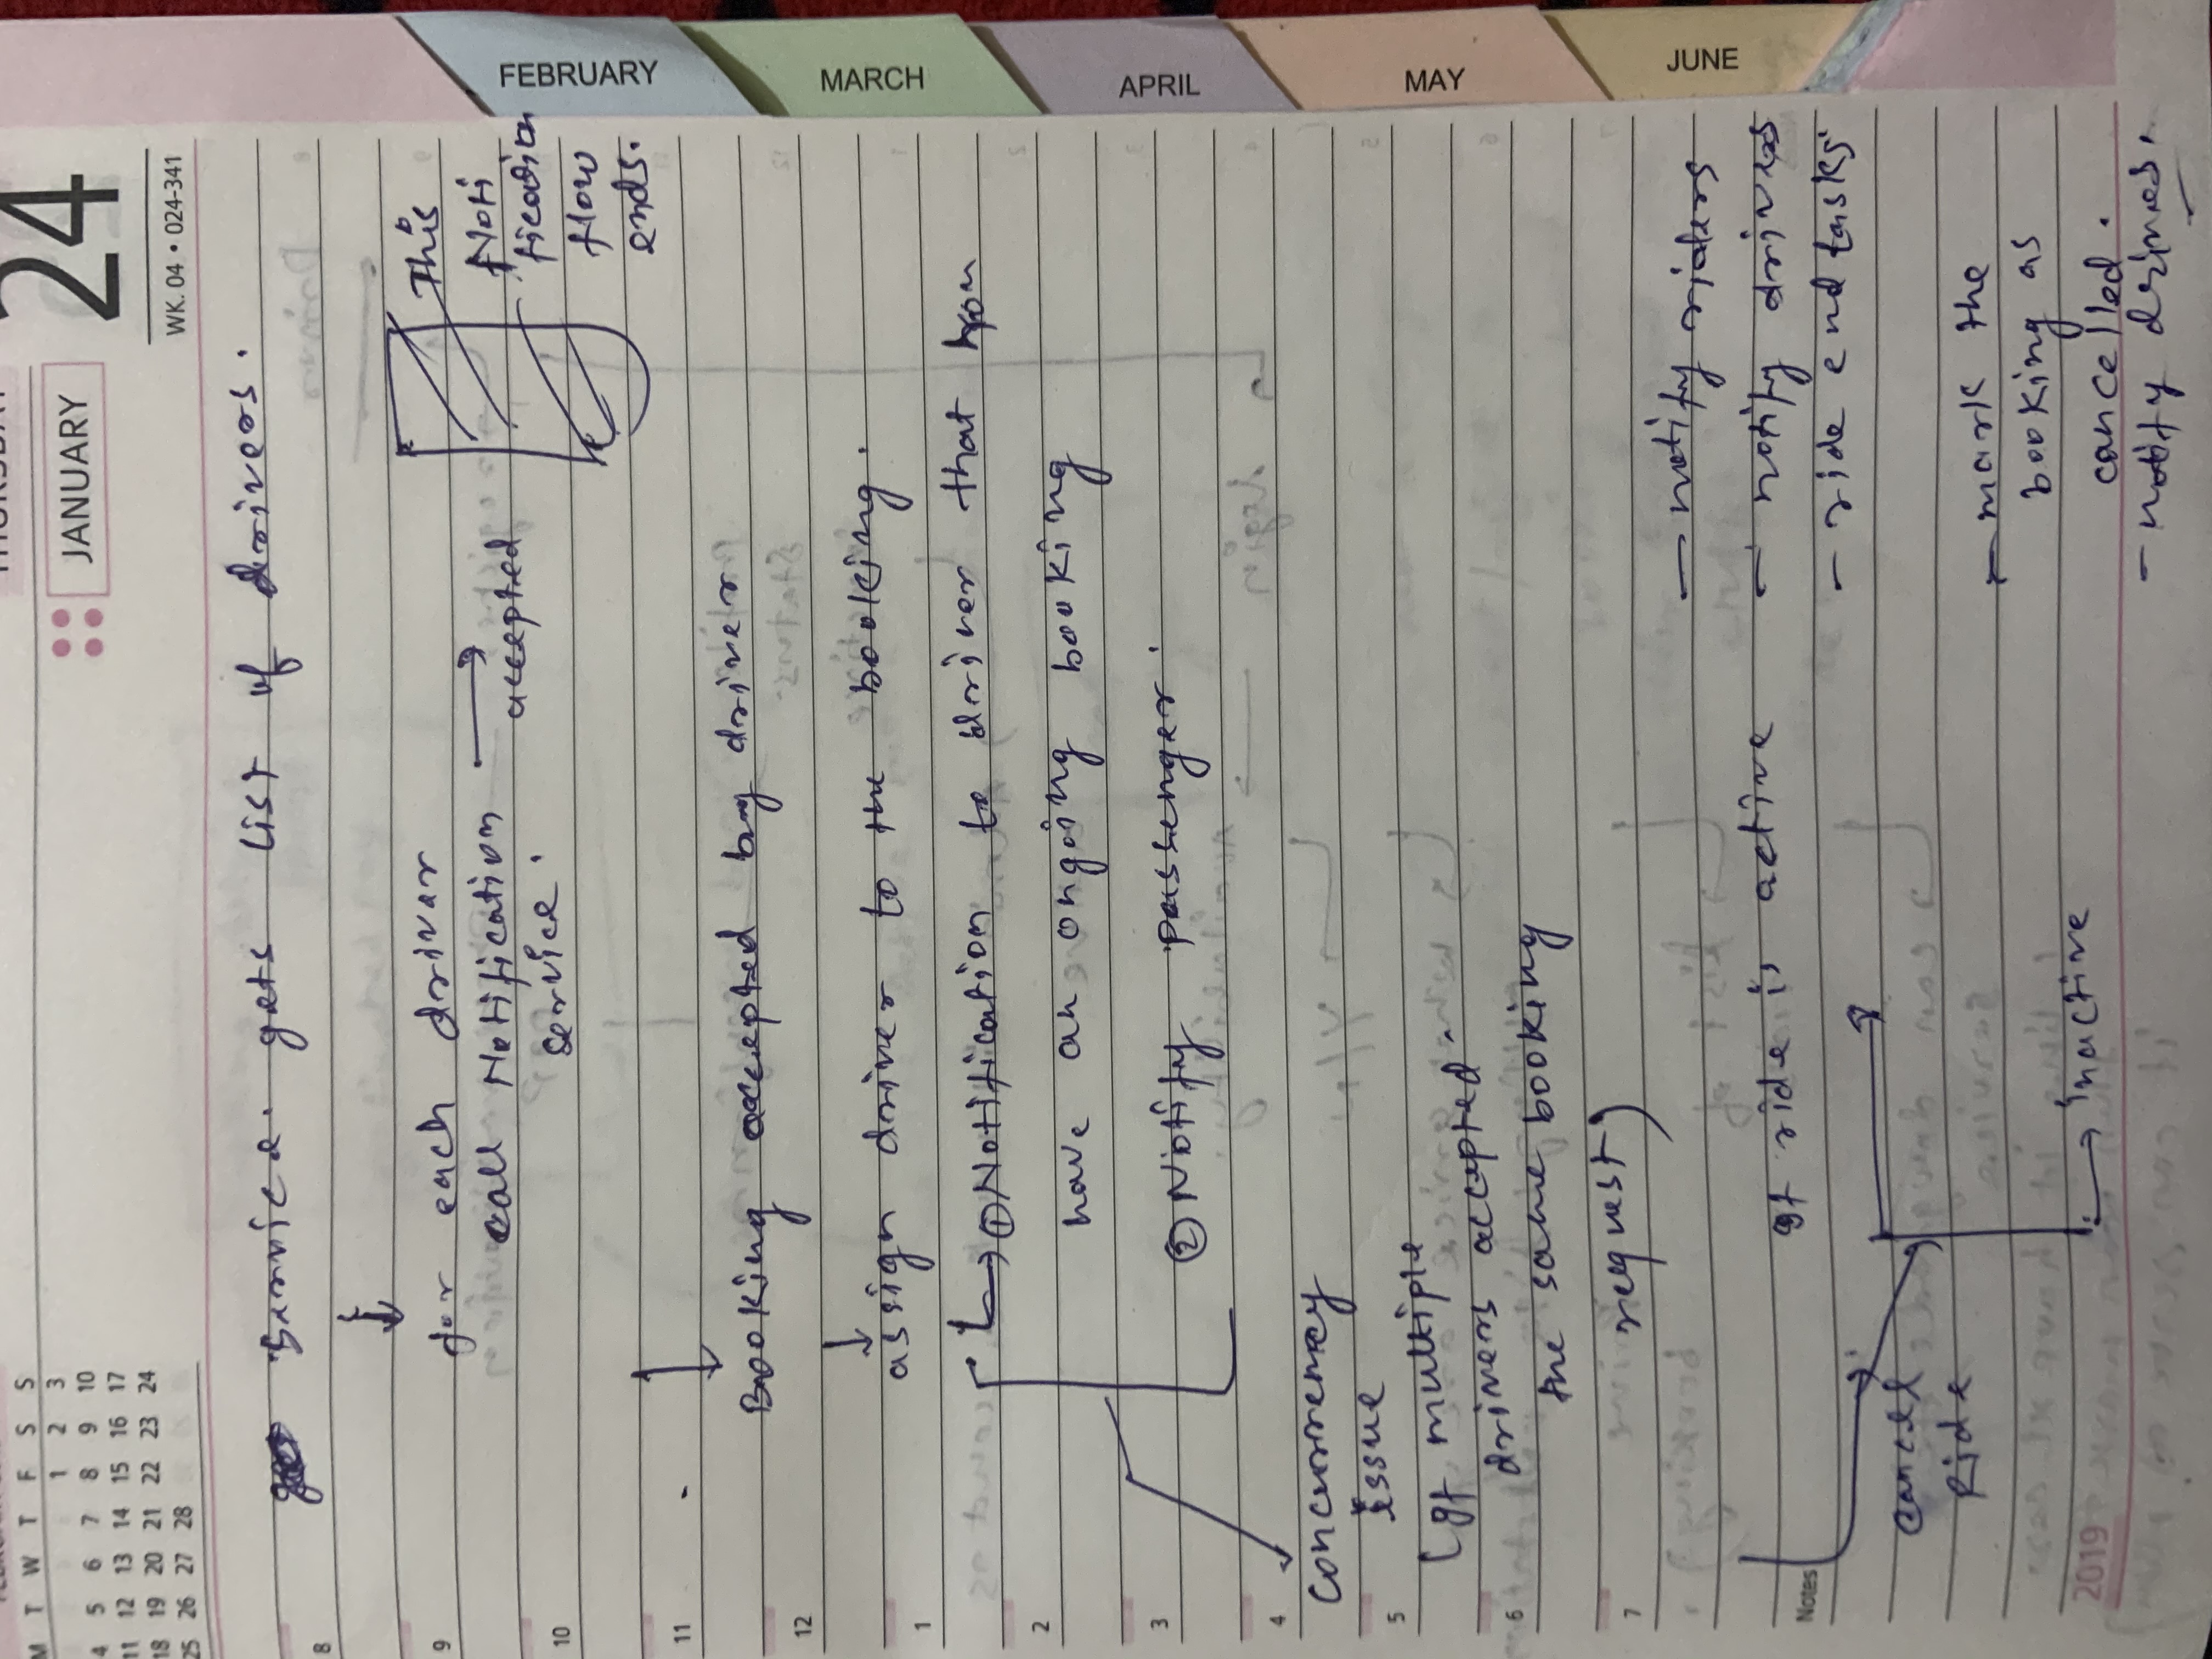 THURSDAY
JANUARY
24
WK. 04 • 024-341
M T W T F S S
1 2 3
4 5 6 7 8 9 10
11 12 13 14 15 16 17
18 19 20 21 22 23 24
25 26 27 28
8
service gets list of drivers.
9
for each driver
call Notification → accepted
10
service.
This
Noti
fication
flow
ends.
11
Booking accepted by driver
12
assign driver to the booking.
1
① Notification to driver that you
2
have an ongoing booking
3
② Notify passenger.
4
Concurrency
issue
5
(If multiple
drivers accepted
6
the same booking
7
request)
- notify riders
If ride is active - notify drivers
Notes
- ride end tasks
cancel
Ride
- mark the
booking as
cancelled.
→ inactive
- notify drivers.
2019
FEBRUARY
MARCH
APRIL
MAY
JUNE